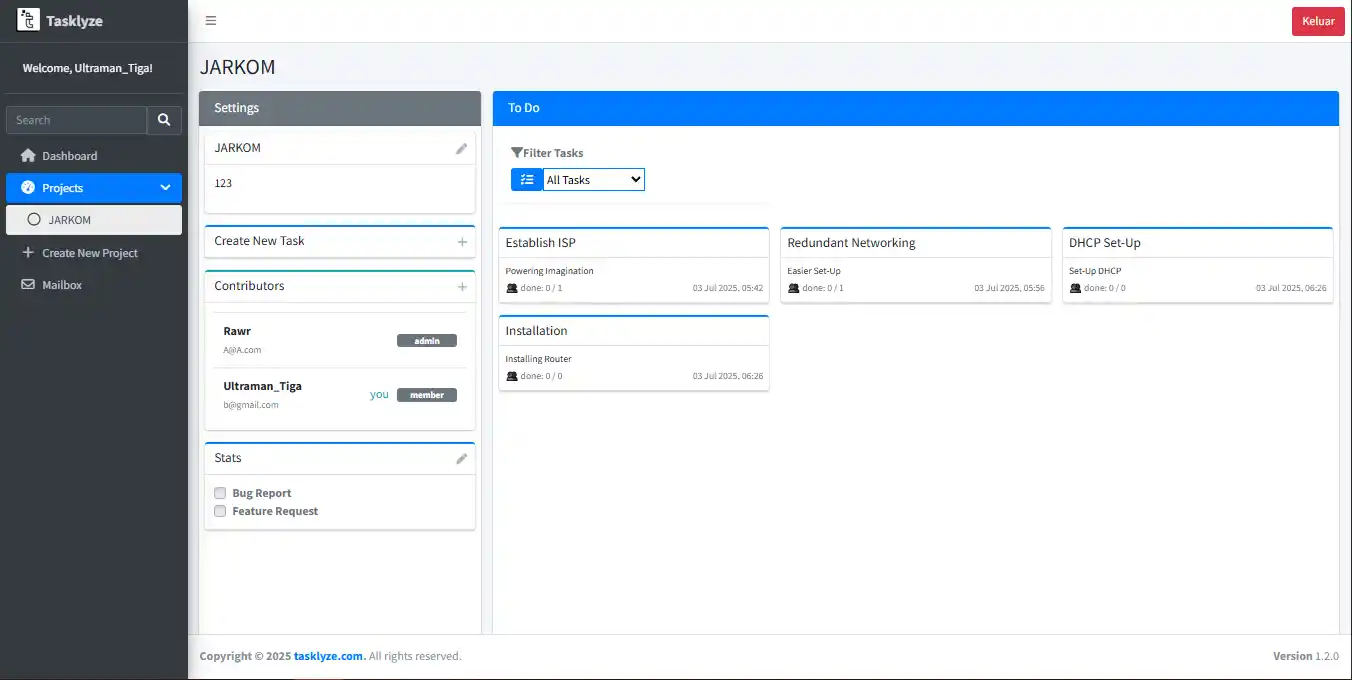 Tasklyze
Keluar
Welcome, Ultraman_Tiga!
Search
Dashboard
Projects
JARKOM
Create New Project
Mailbox
JARKOM
Settings
JARKOM
123
Create New Task
Contributors
Rawr
A@A.com
admin
Ultraman_Tiga
b@gmail.com
you
member
Stats
Bug Report
Feature Request
To Do
Filter Tasks
All Tasks
Establish ISP
Powering Imagination
done: 0 / 1
03 Jul 2025, 05:42
Redundant Networking
Easier Set-Up
done: 0 / 1
03 Jul 2025, 05:56
DHCP Set-Up
Set-Up DHCP
done: 0 / 0
03 Jul 2025, 06:26
Installation
Installing Router
done: 0 / 0
03 Jul 2025, 06:26
Copyright © 2025 tasklyze.com. All rights reserved.
Version 1.2.0